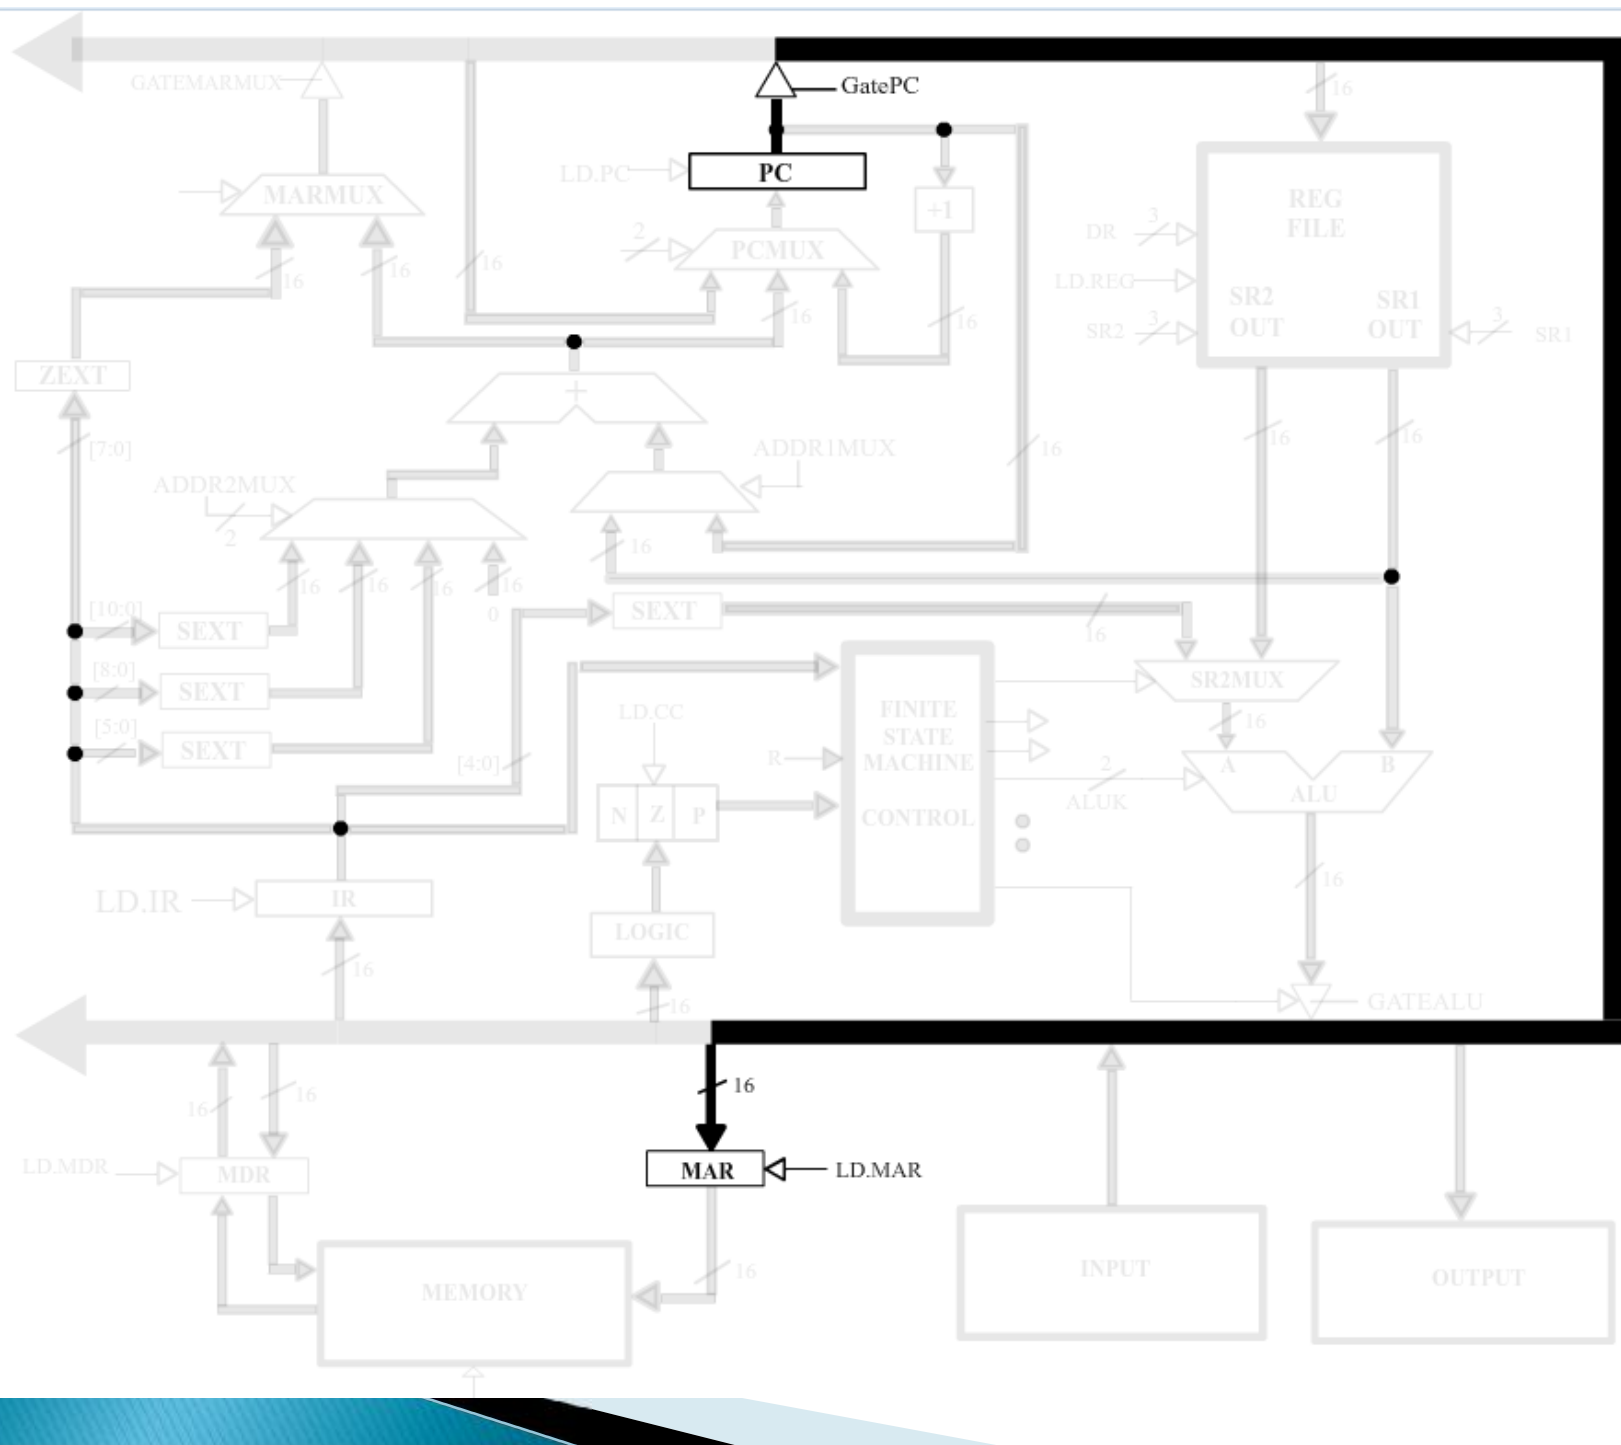 GATEMARMUX
GatePC
16
LD.PC
PC
MARMUX
+1
REG
FILE
DR
3
2
PCMUX
16
16
16
LD.REG
SR2
OUT
SR1
OUT
16
16
SR2
3
3
SR1
ZEXT
+
[7:0]
ADDR1MUX
16
16
16
ADDR2MUX
2
16
16
16
16
16
0
[10:0]
SEXT
SEXT
16
[8:0]
SEXT
SR2MUX
LD.CC
FINITE
STATE
MACHINE
CONTROL
16
[5:0]
SEXT
[4:0]
R
2
ALUK
A
B
ALU
N
Z
P
16
LD.IR
IR
LOGIC
16
16
GATEALU
16
16
16
LD.MDR
MDR
MAR
LD.MAR
MEMORY
16
INPUT
OUTPUT